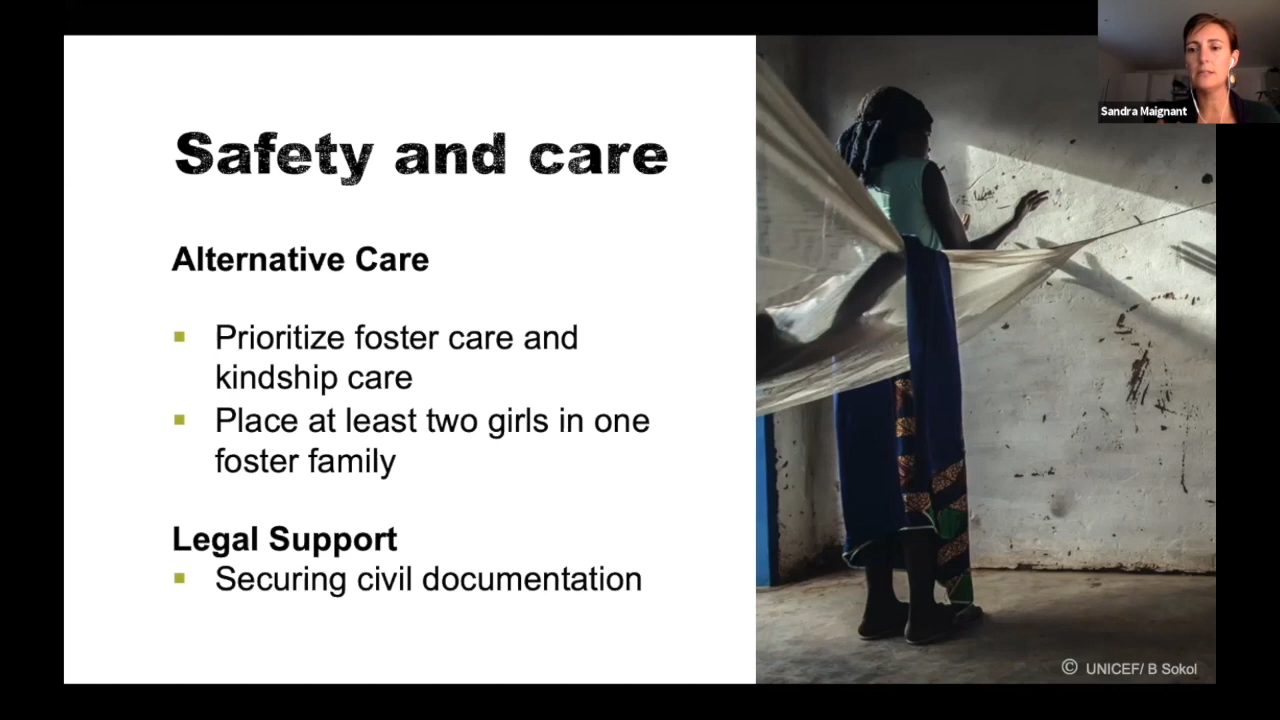 Sandra Maignant
Safety and care
Alternative Care
▪ Prioritize foster care and
kindship care
▪ Place at least two girls in one
foster family
Legal Support
▪ Securing civil documentation
© UNICEF/ B Sokol